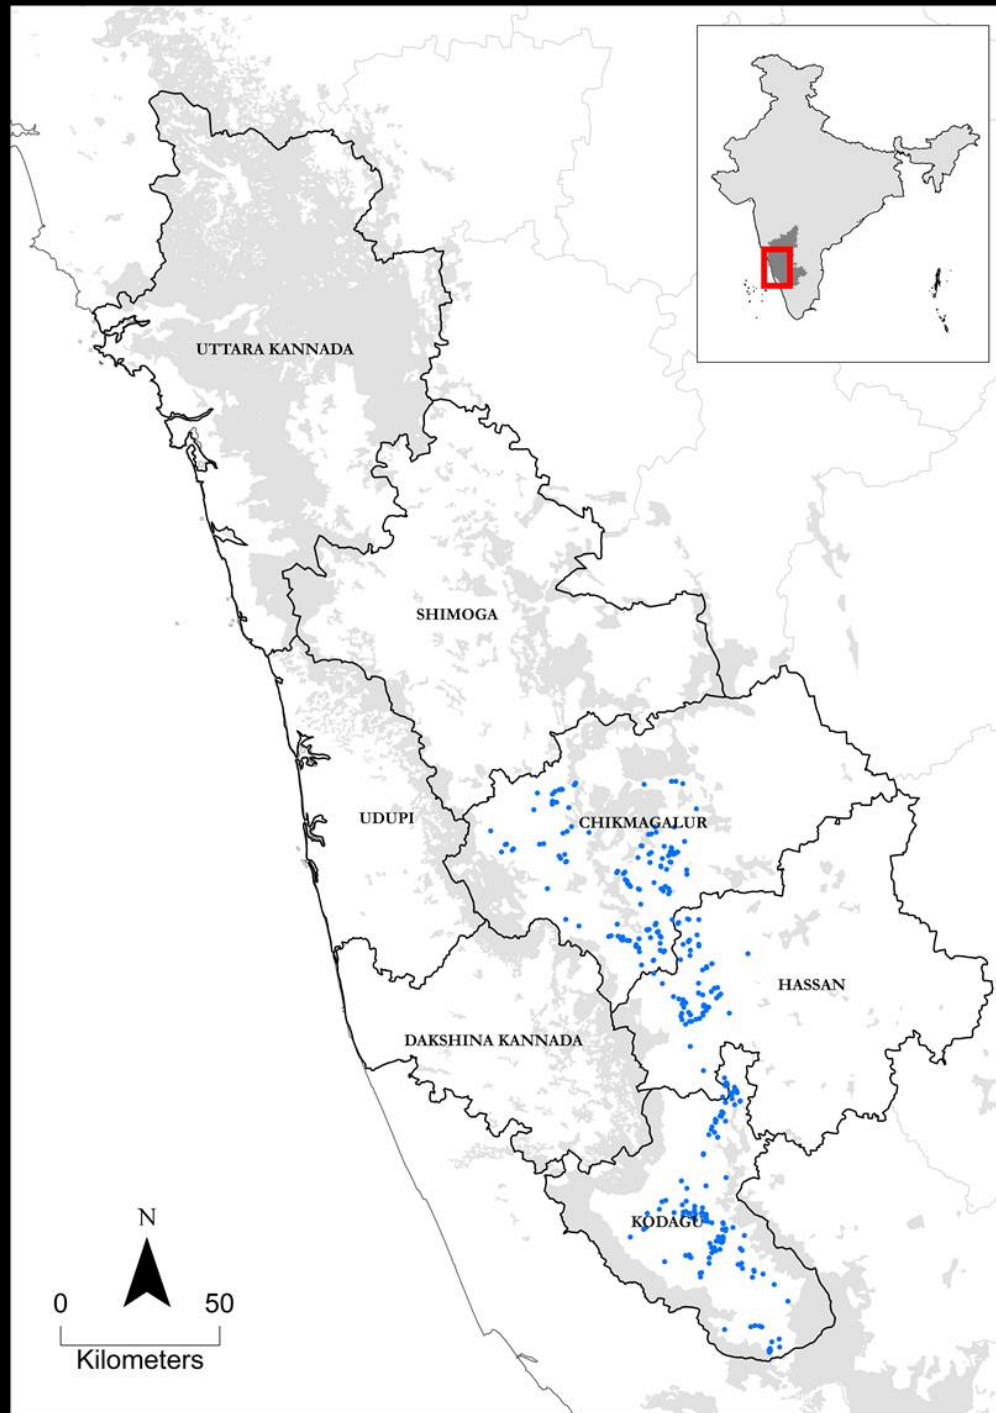 UTTARA KANNADA
SHIMOGA
UDUPI
CHIKMAGALUR
HASSAN
DAKSHINA KANNADA
KODAGU
N
0 50
Kilometers